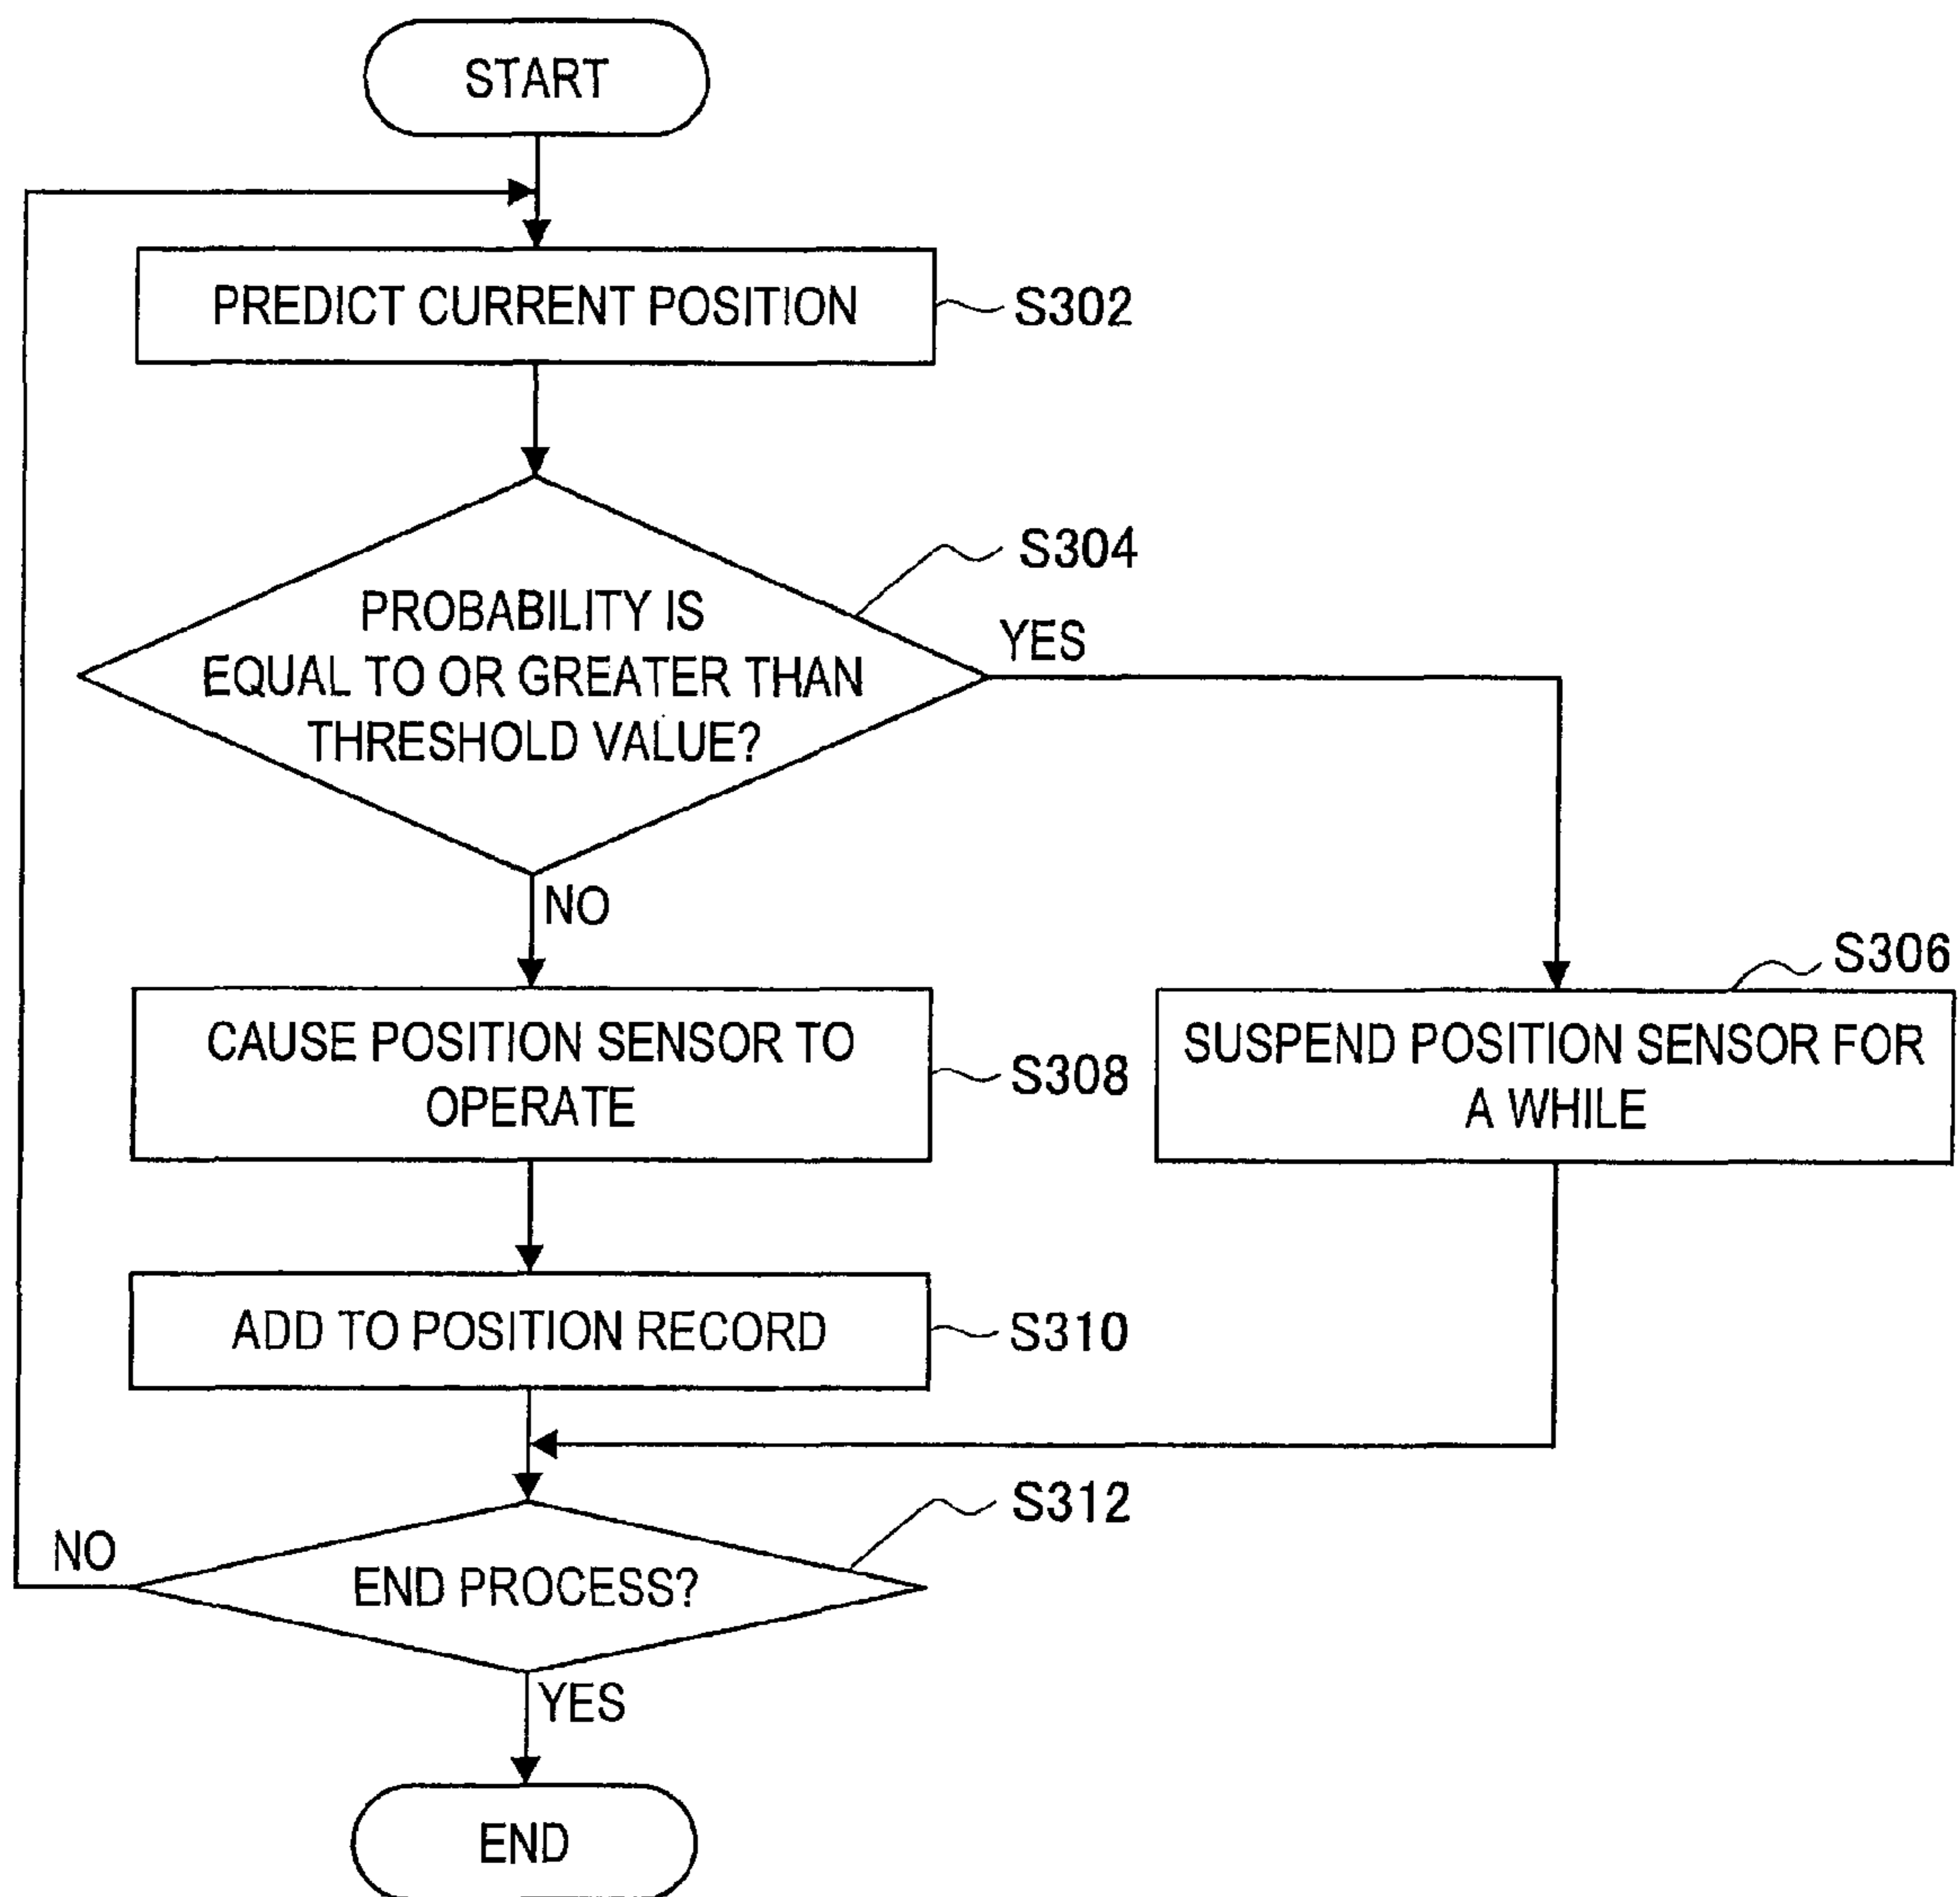 START
PREDICT CURRENT POSITION
S302
S304
PROBABILITY IS
EQUAL TO OR GREATER THAN
THRESHOLD VALUE?
YES
NO
S306
CAUSE POSITION SENSOR TO
OPERATE
S308
SUSPEND POSITION SENSOR FOR
A WHILE
ADD TO POSITION RECORD
S310
S312
NO
END PROCESS?
YES
END